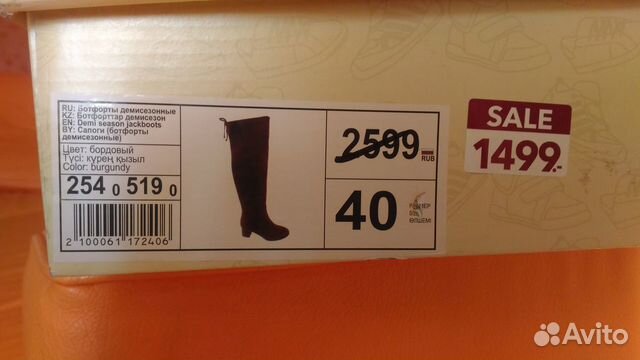 RU: Ботфорты демисезонные
KZ: Ботфорттар демисезон
EN: Demi season jackboots
BY: Сапоги (ботфорты
демисезонные)
Цвет: бордовый
Түсі: күрең қызыл
Color: burgundy
254 0 519 0
2 100061 172406
2599
RUB
40
ӨЛШЕМІ
SALE
1499.-
Avito